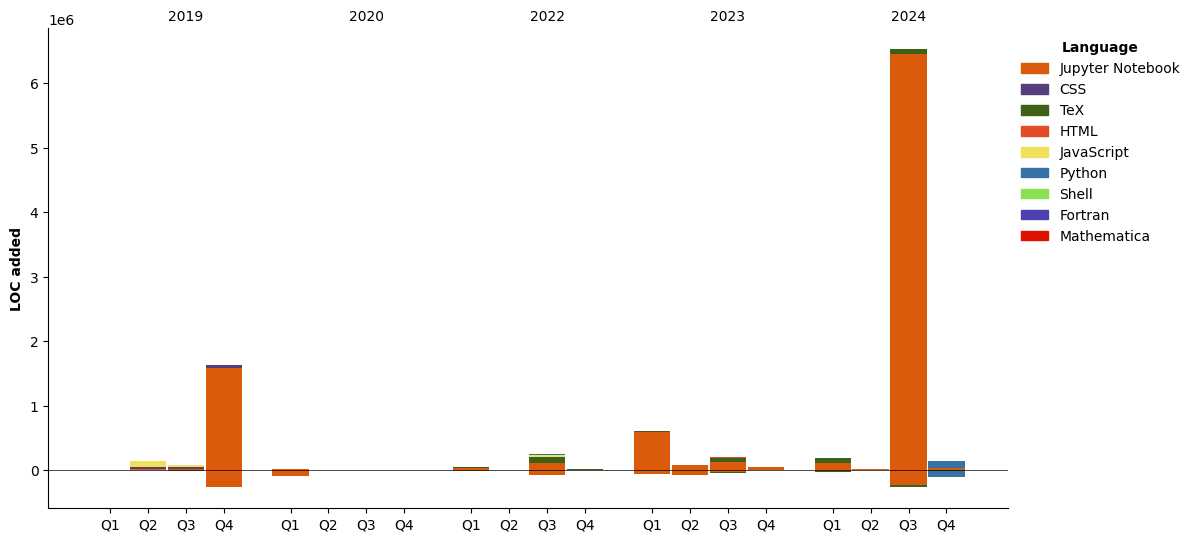 1e6
2019 2020 2022 2023 2024
Language
Jupyter Notebook
CSS
TeX
HTML
JavaScript
Python
Shell
Fortran
Mathematica
LOC added
6
5
4
3
2
1
0
Q1 Q2 Q3 Q4 Q1 Q2 Q3 Q4 Q1 Q2 Q3 Q4 Q1 Q2 Q3 Q4 Q1 Q2 Q3 Q4